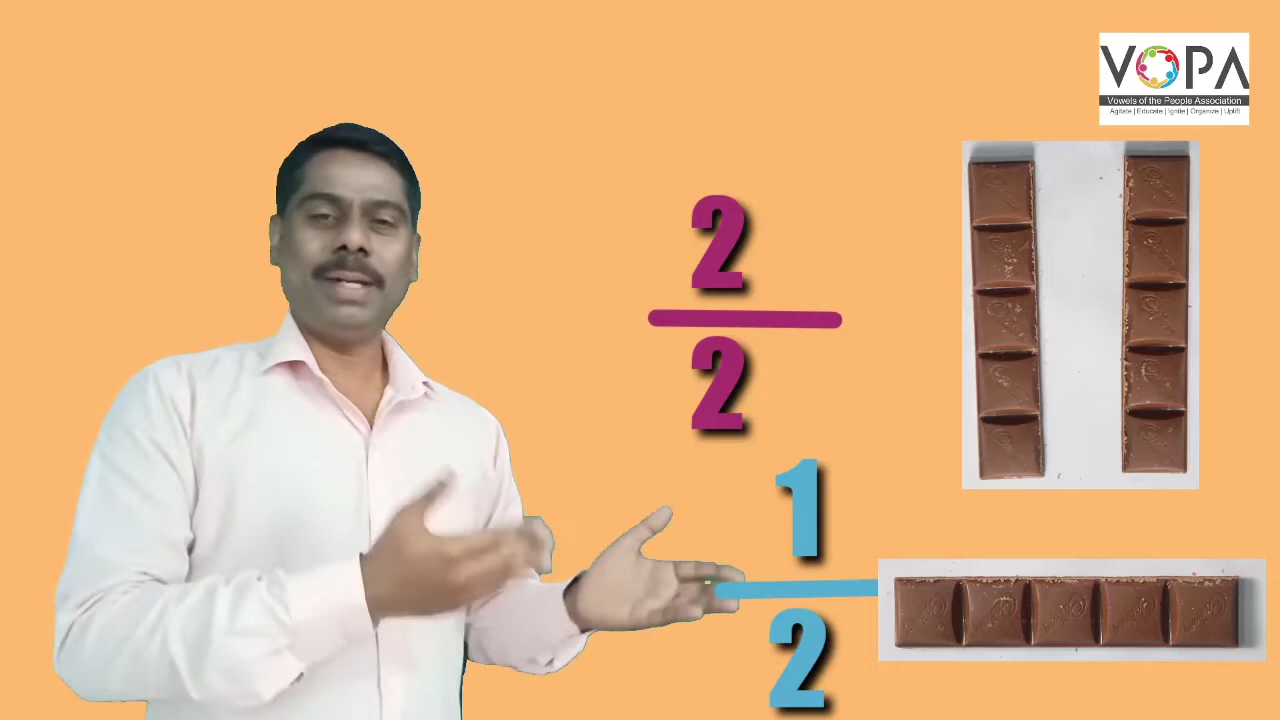 VOPA
Vowels of the People Association
Agitate | Educate | Ignite | Organize | Uplift
2
2
1
2